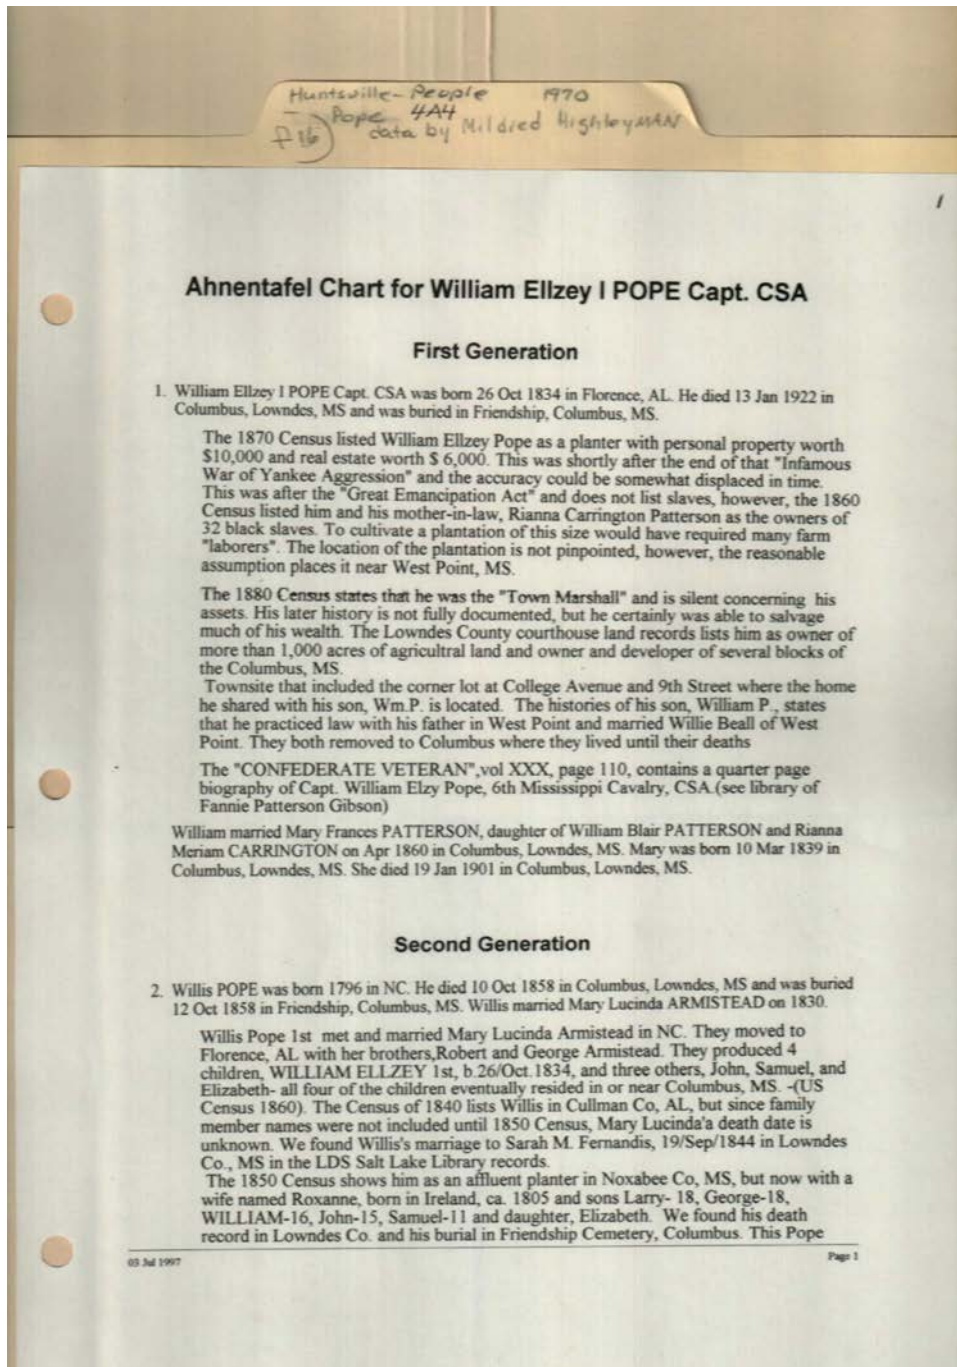 Huntsville- People 1970
Pope 4A4
f 16 data by Mildred HighleyMAN
1
Ahnentafel Chart for William Ellzey I POPE Capt. CSA
First Generation
1. William Ellzey I POPE Capt. CSA was born 26 Oct 1834 in Florence, AL. He died 13 Jan 1922 in
Columbus, Lowndes, MS and was buried in Friendship, Columbus, MS.
The 1870 Census listed William Ellzey Pope as a planter with personal property worth
$10,000 and real estate worth $ 6,000. This was shortly after the end of that "Infamous
War of Yankee Aggression" and the accuracy could be somewhat displaced in time.
This was after the "Great Emancipation Act" and does not list slaves, however, the 1860
Census listed him and his mother-in-law, Rianna Carrington Patterson as the owners of
32 black slaves. To cultivate a plantation of this size would have required many farm
"laborers". The location of the plantation is not pinpointed, however, the reasonable
assumption places it near West Point, MS.
The 1880 Census states that he was the "Town Marshall" and is silent concerning his
assets. His later history is not fully documented, but he certainly was able to salvage
much of his wealth. The Lowndes County courthouse land records lists him as owner of
more than 1,000 acres of agricultral land and owner and developer of several blocks of
the Columbus, MS.
Townsite that included the corner lot at College Avenue and 9th Street where the home
he shared with his son, Wm.P. is located. The histories of his son, William P., states
that he practiced law with his father in West Point and married Willie Beall of West
Point. They both removed to Columbus where they lived until their deaths
The "CONFEDERATE VETERAN",vol XXX, page 110, contains a quarter page
biography of Capt. William Elzy Pope, 6th Mississippi Cavalry, CSA.(see library of
Fannie Patterson Gibson)
William married Mary Frances PATTERSON, daughter of William Blair PATTERSON and Rianna
Meriam CARRINGTON on Apr 1860 in Columbus, Lowndes, MS. Mary was born 10 Mar 1839 in
Columbus, Lowndes, MS. She died 19 Jan 1901 in Columbus, Lowndes, MS.
Second Generation
2. Willis POPE was born 1796 in NC. He died 10 Oct 1858 in Columbus, Lowndes, MS and was buried
12 Oct 1858 in Friendship, Columbus, MS. Willis married Mary Lucinda ARMISTEAD on 1830.
Willis Pope 1st met and married Mary Lucinda Armistead in NC. They moved to
Florence, AL with her brothers,Robert and George Armistead. They produced 4
children, WILLIAM ELLZEY 1st, b.26/Oct.1834, and three others, John, Samuel, and
Elizabeth- all four of the children eventually resided in or near Columbus, MS. -(US
Census 1860). The Census of 1840 lists Willis in Cullman Co, AL, but since family
member names were not included until 1850 Census, Mary Lucinda'a death date is
unknown. We found Willis's marriage to Sarah M. Fernandis, 19/Sep/1844 in Lowndes
Co., MS in the LDS Salt Lake Library records.
The 1850 Census shows him as an affluent planter in Noxabee Co, MS, but now with a
wife named Roxanne, born in Ireland, ca. 1805 and sons Larry- 18, George-18,
WILLIAM-16, John-15, Samuel-11 and daughter, Elizabeth. We found his death
record in Lowndes Co. and his burial in Friendship Cemetery, Columbus. This Pope
03 Jul 1997 Page 1